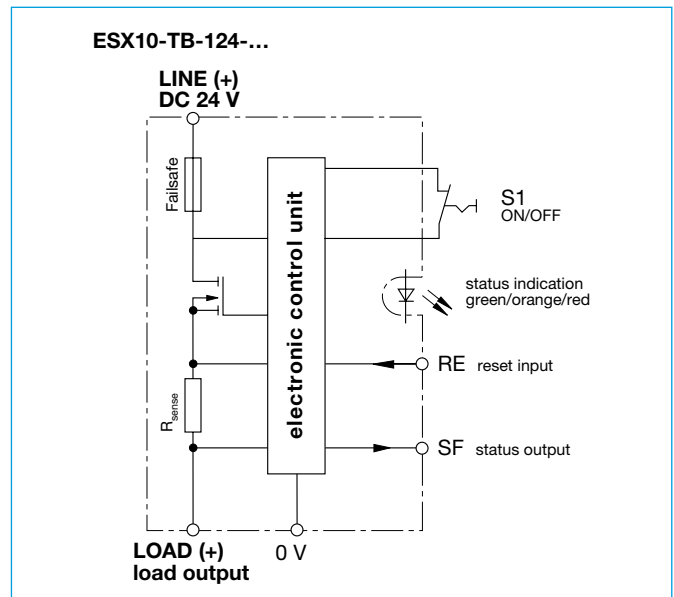 ESX10-TB-124-...
LINE (+)
DC 24 V
Failsafe
electronic control unit
S1
ON/OFF
status indication
green/orange/red
RE reset input
Rsense
SF status output
LOAD (+)
load output
0 V